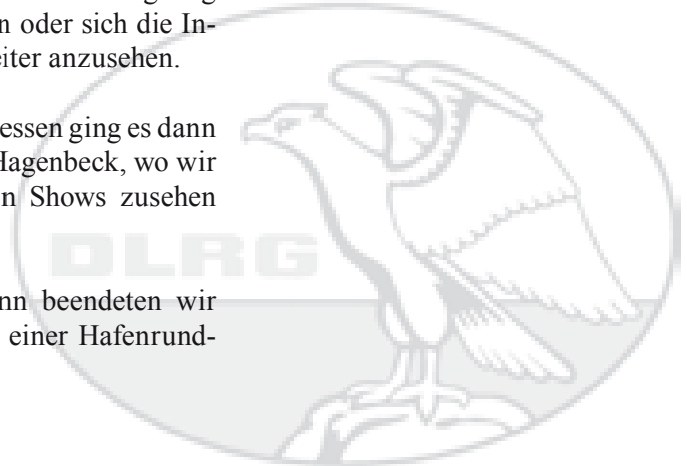 n oder sich die In-
eiter anzusehen.
essen ging es dann
Hagenbeck, wo wir
n Shows zusehen
DLRG
nn beendeten wir
einer Hafenrund-